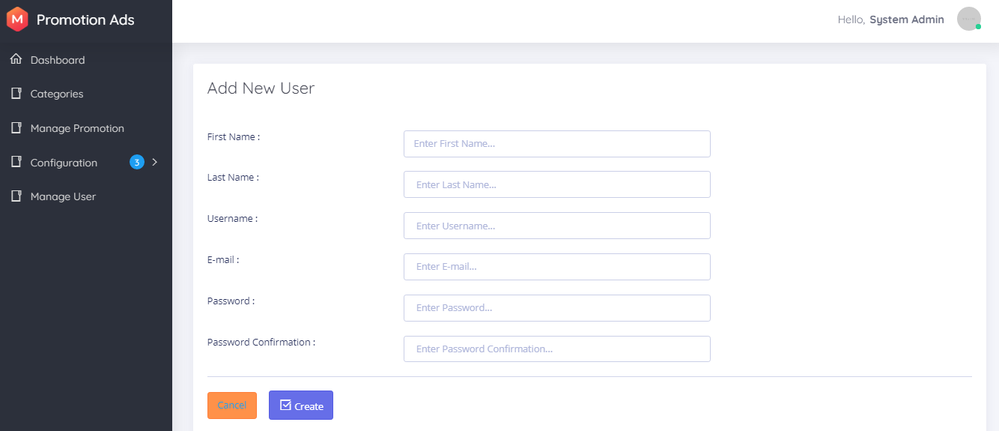 M Promotion Ads
Hello, System Admin
Dashboard
Categories
Manage Promotion
Configuration 3
Manage User
Add New User
First Name :
Enter First Name...
Last Name :
Enter Last Name...
Username :
Enter Username...
E-mail :
Enter E-mail...
Password :
Enter Password...
Password Confirmation :
Enter Password Confirmation...
Cancel
Create